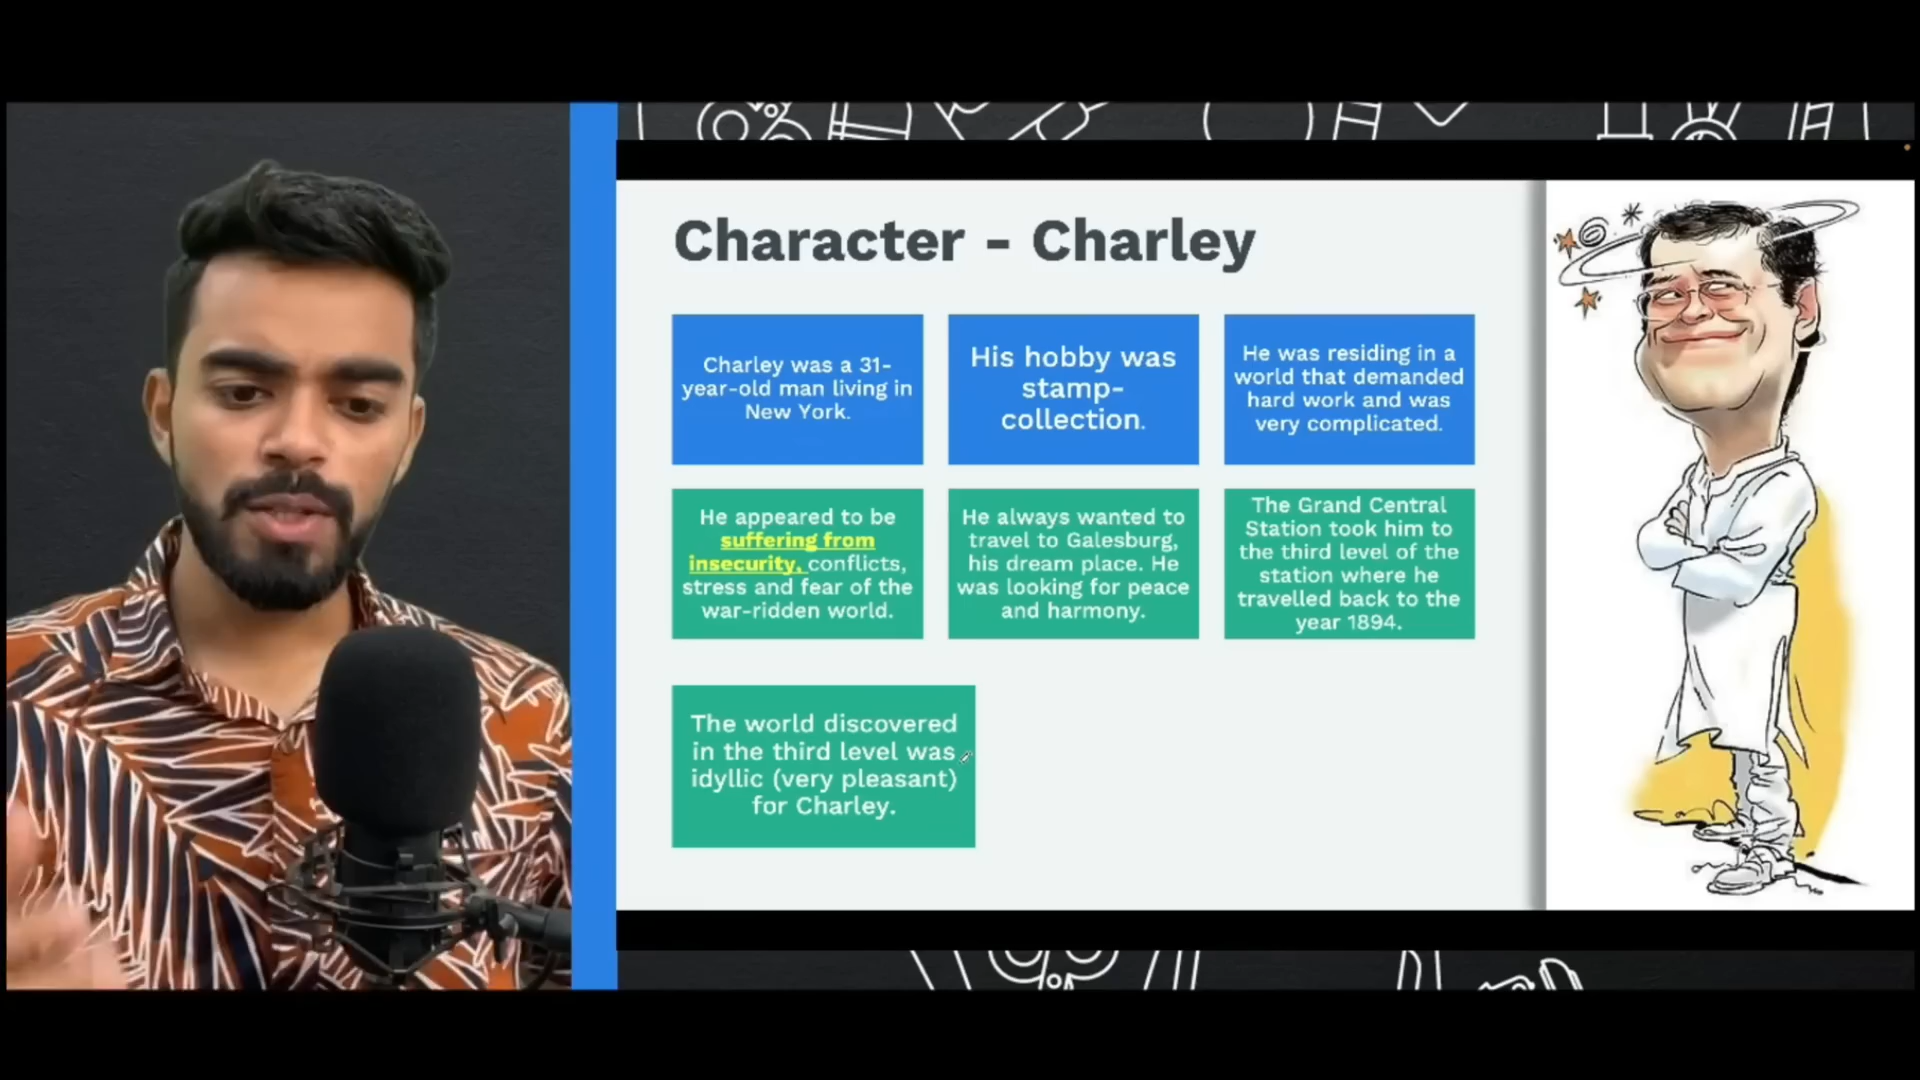 Character - Charley
Charley was a 31-
year-old man living in
New York.
His hobby was
stamp-
collection.
He was residing in a
world that demanded
hard work and was
very complicated.
He appeared to be
suffering from
insecurity, conflicts,
stress and fear of the
war-ridden world.
He always wanted to
travel to Galesburg,
his dream place. He
was looking for peace
and harmony.
The Grand Central
Station took him to
the third level of the
station where he
travelled back to the
year 1894.
The world discovered
in the third level was
idyllic (very pleasant)
for Charley.